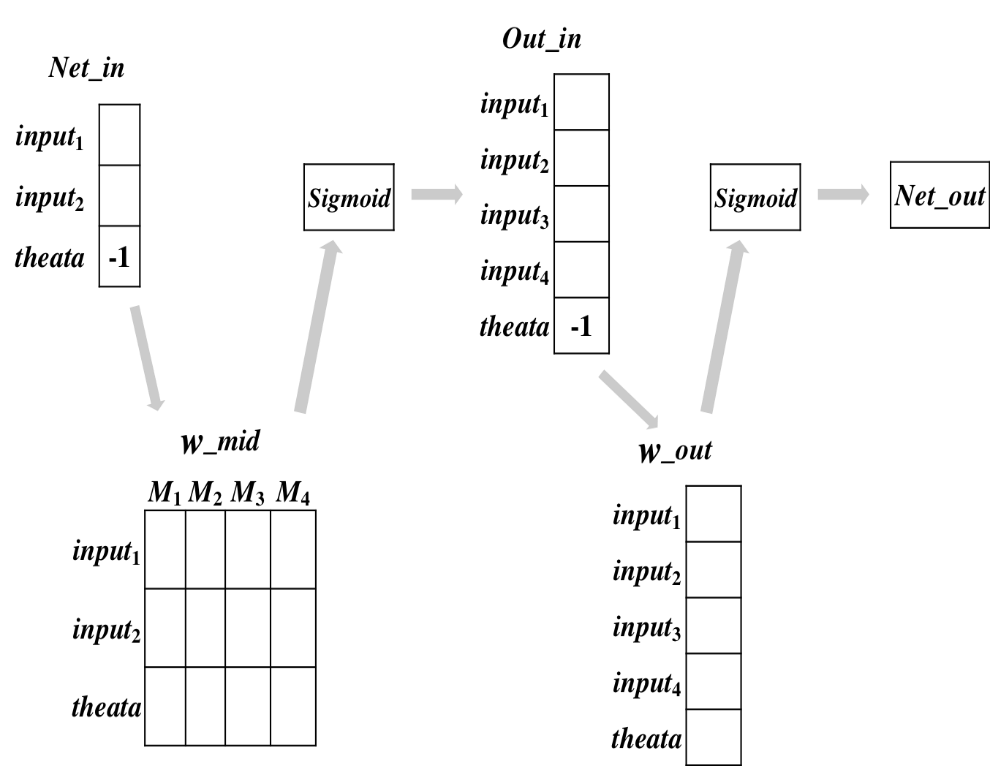 Net_in
input1
input2
theata -1
Sigmoid
Out_in
input1
input2
input3
input4
theata -1
Sigmoid
Net_out
w_mid
M1 M2 M3 M4
input1
input2
theata
w_out
input1
input2
input3
input4
theata